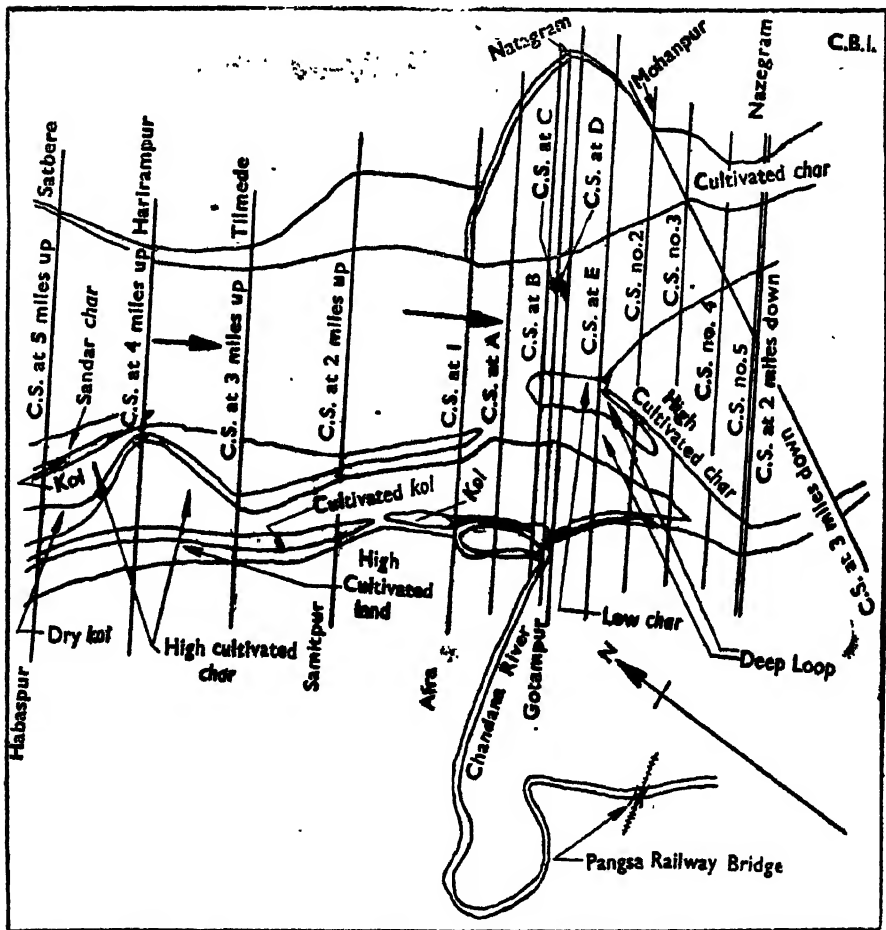 C.B.I.
Natagram
Mohanpur
Nazegram
Satbere
Harirampur
Tilmede
C.S. at 5 miles up
Sandar char
C.S. at 4 miles up
C.S. at 3 miles up
C.S. at 2 miles up
C.S. at I
C.S. at A
C.S. at B
C.S. at C
C.S. at D
C.S. at E
C.S. no.2
C.S. no.3
C.S. no. 4
C.S. no.5
C.S. at 2 miles down
C.S. at 3 miles down
Cultivated char
High
Cultivated char
Kol
Cultivated kol
Kol
High
Cultivated
land
Dry kol
High cultivated
char
Habaspur
Samitpur
Afra
Chandana River
Gotampur
Low char
Deep Loop
N
Pangsa Railway Bridge